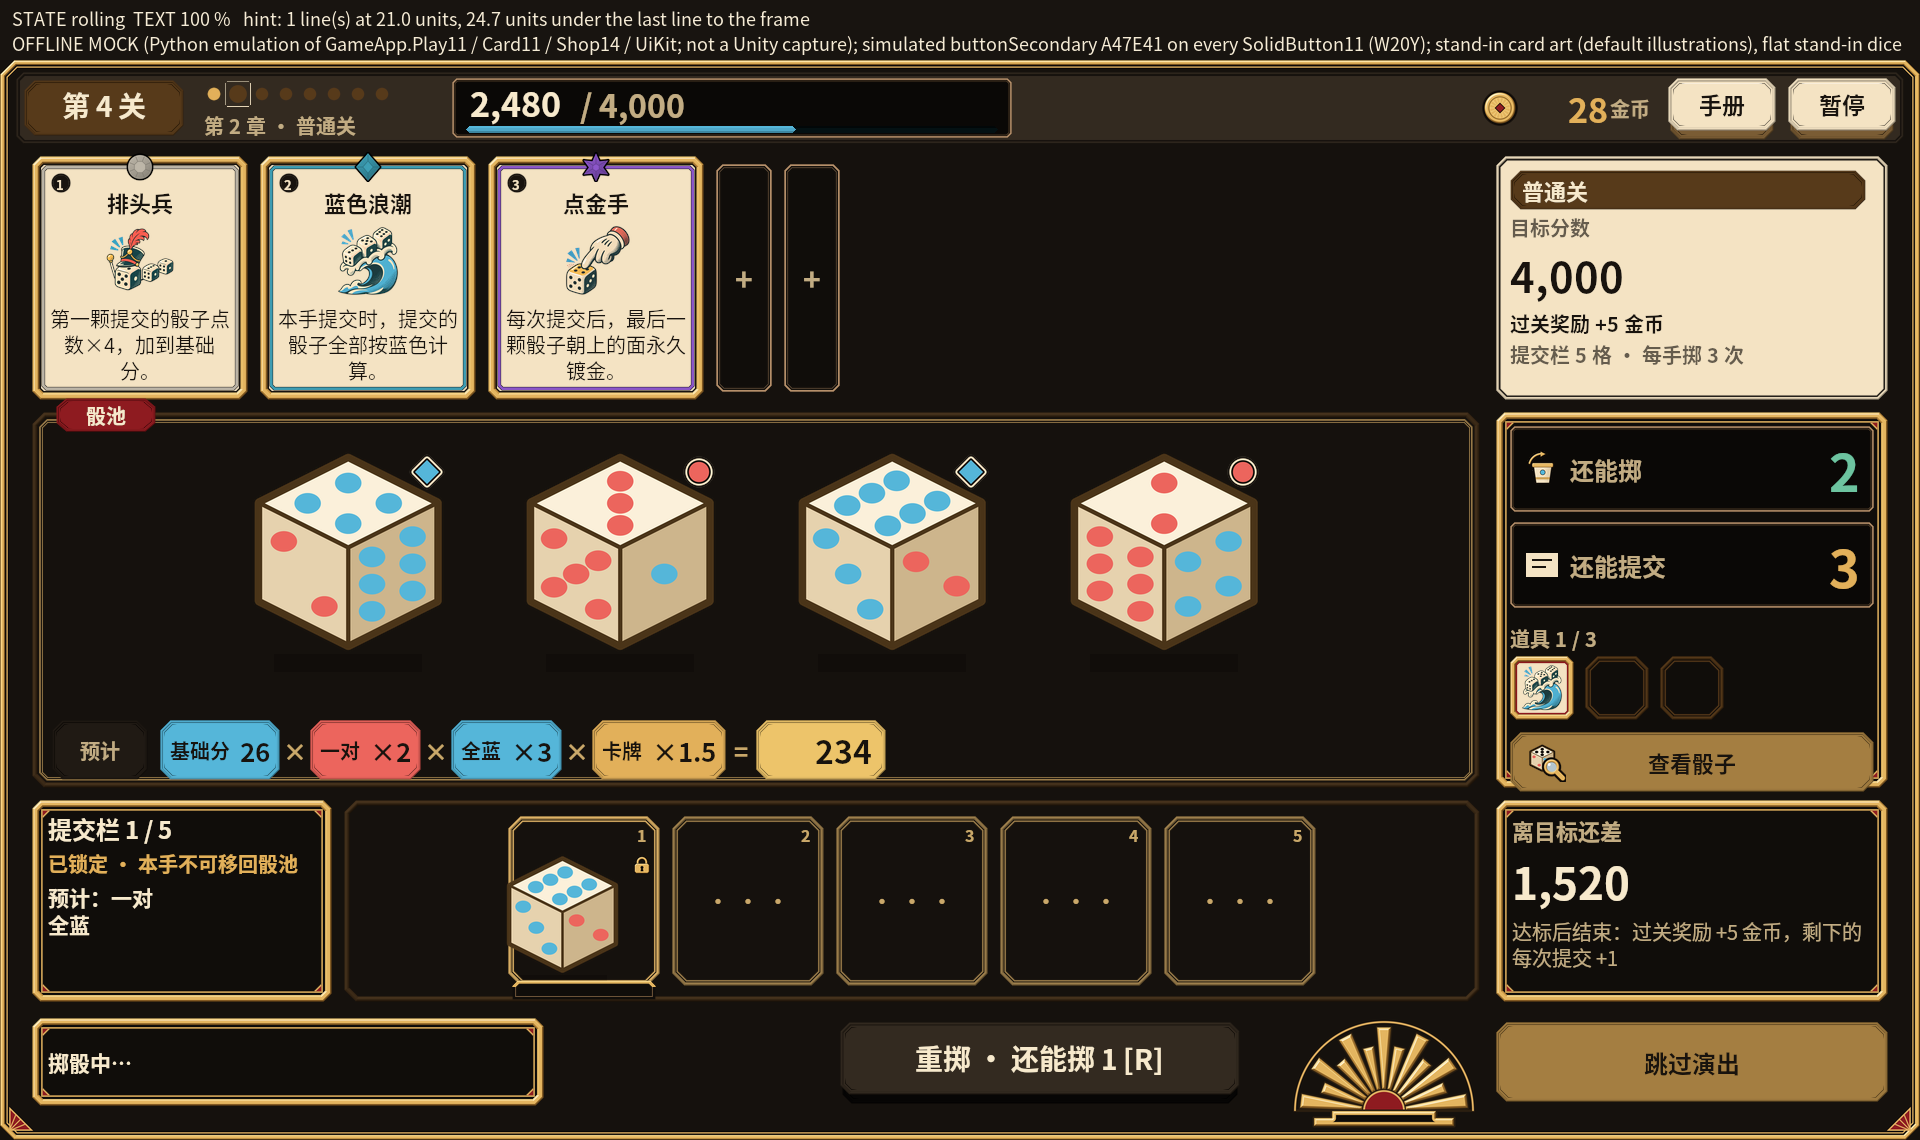 STATE rolling TEXT 100 % hint: 1 line(s) at 21.0 units, 24.7 units under the last line to the frame
OFFLINE MOCK (Python emulation of GameApp.Play11 / Card11 / Shop14 / UiKit; not a Unity capture); simulated buttonSecondary A47E41 on every SolidButton11 (W20Y); stand-in card art (default illustrations), flat stand-in dice
第 4 关
第 2 章 · 普通关
2,480 / 4,000
28 金币
手册
暂停
1
排头兵
第一颗提交的骰子点
数×4，加到基础
分。
2
蓝色浪潮
本手提交时，提交的
骰子全部按蓝色计
算。
3
点金手
每次提交后，最后一
颗骰子朝上的面永久
镀金。
+
+
普通关
目标分数
4,000
过关奖励 +5 金币
提交栏 5 格 · 每手掷 3 次
骰池
还能掷 2
还能提交 3
道具 1 / 3
查看骰子
预计 基础分 26 × 一对 ×2 × 全蓝 ×3 × 卡牌 ×1.5 = 234
提交栏 1 / 5
已锁定 · 本手不可移回骰池
预计：一对
全蓝
1
2
3
4
5
离目标还差
1,520
达标后结束：过关奖励 +5 金币，剩下的
每次提交 +1
掷骰中…
重掷 · 还能掷 1 [R]
跳过演出